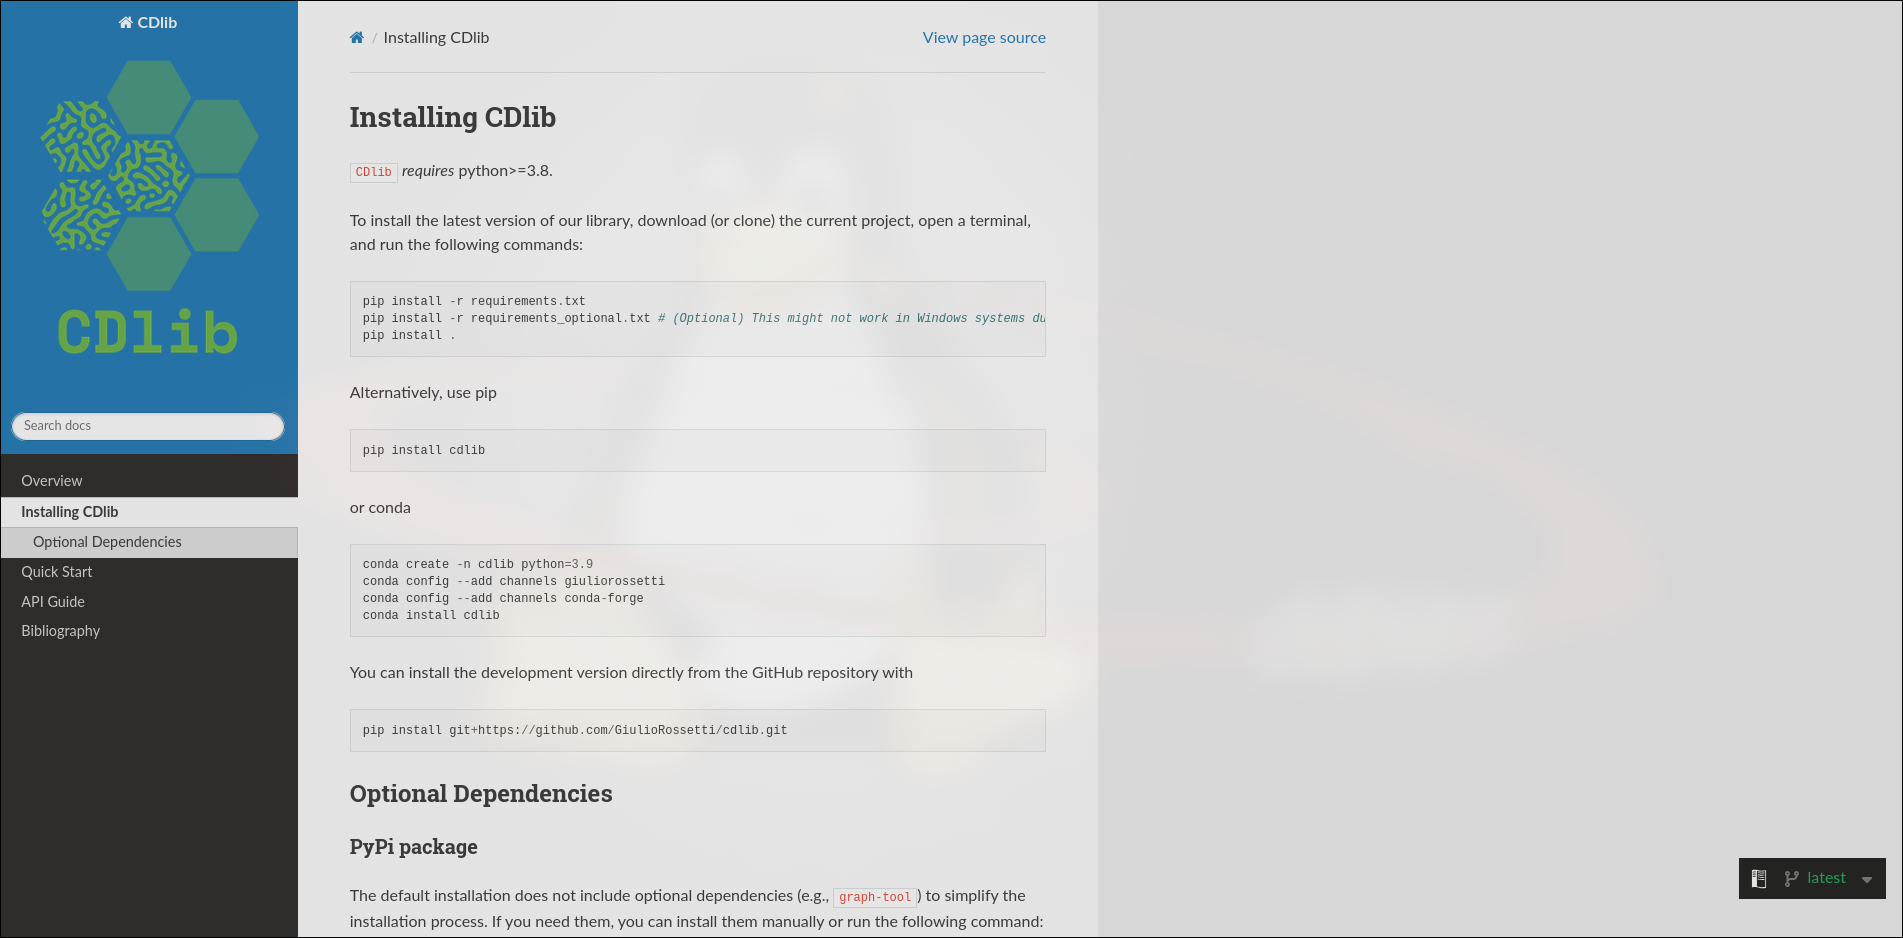 CDlib
CDlib
Search docs
Overview
Installing CDlib
Optional Dependencies
Quick Start
API Guide
Bibliography
/ Installing CDlib
View page source
Installing CDlib
CDlib requires python>=3.8.
To install the latest version of our library, download (or clone) the current project, open a terminal,
and run the following commands:
pip install -r requirements.txt
pip install -r requirements_optional.txt # (Optional) This might not work in Windows systems du
pip install .
Alternatively, use pip
pip install cdlib
or conda
conda create -n cdlib python=3.9
conda config --add channels giuliorossetti
conda config --add channels conda-forge
conda install cdlib
You can install the development version directly from the GitHub repository with
pip install git+https://github.com/GiulioRossetti/cdlib.git
Optional Dependencies
PyPi package
The default installation does not include optional dependencies (e.g., graph-tool) to simplify the
installation process. If you need them, you can install them manually or run the following command:
latest